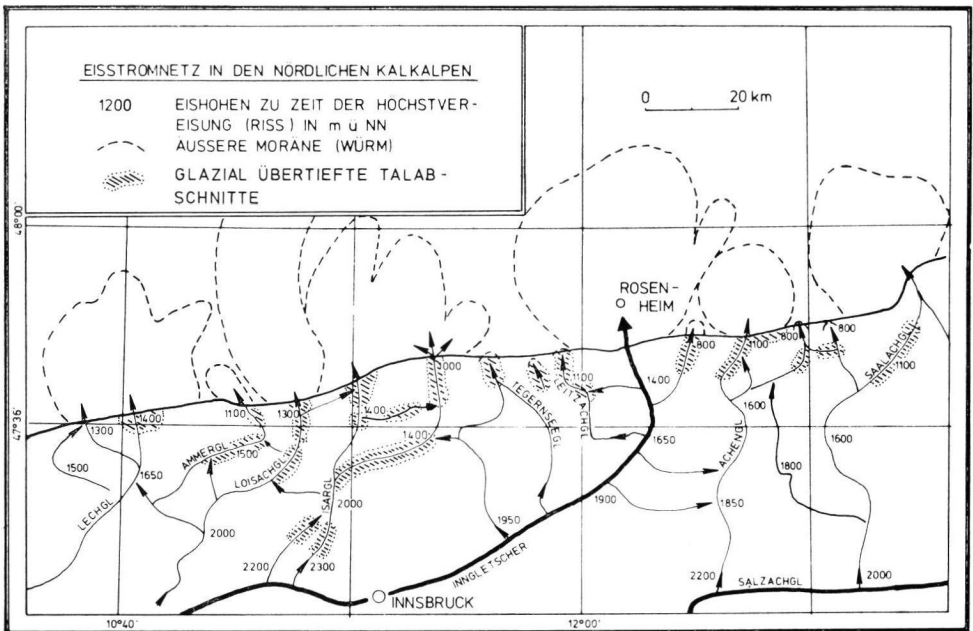 EISSTROMNETZ IN DEN NÖRDLICHEN KALKALPEN
1200 EISHÖHEN ZU ZEIT DER HÖCHSTVER-
EISUNG (RISS) IN m ü NN
ÄUSSERE MORÄNE (WÜRM)
GLAZIAL ÜBERTIEFTE TALAB-
SCHNITTE
0 20 km
48°00'
ROSEN-
HEIM
800
1100
800
800
2000
1100
SAALACHGL
1100
TEGERNSEEGL
LEITZACHGL
1400
1100
1300
1400
1600
47°36'
1300
1400
1400
1650
ACHENGL
1600
AMMERGL
1500
1500
1650
LOISACHGL
1800
LECHGL
ISARGL
2000
1900
1850
2000
1950
2200
2300
INNGLETSCHER
2200
SALZACHGL
2000
INNSBRUCK
10°40'
12°00'